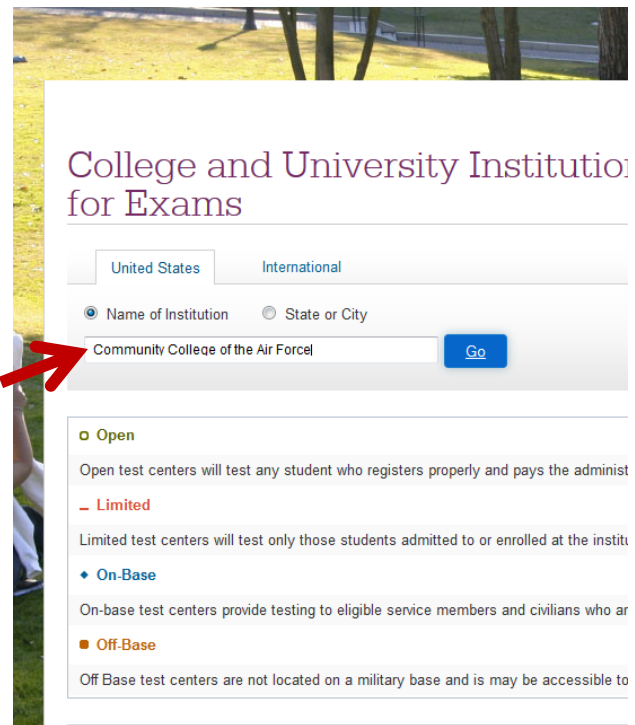 College and University Institution
for Exams
United States International
Name of Institution State or City
Community College of the Air Force
Go
Open
Open test centers will test any student who registers properly and pays the administ
Limited
Limited test centers will test only those students admitted to or enrolled at the institu
On-Base
On-base test centers provide testing to eligible service members and civilians who ar
Off-Base
Off Base test centers are not located on a military base and is may be accessible to